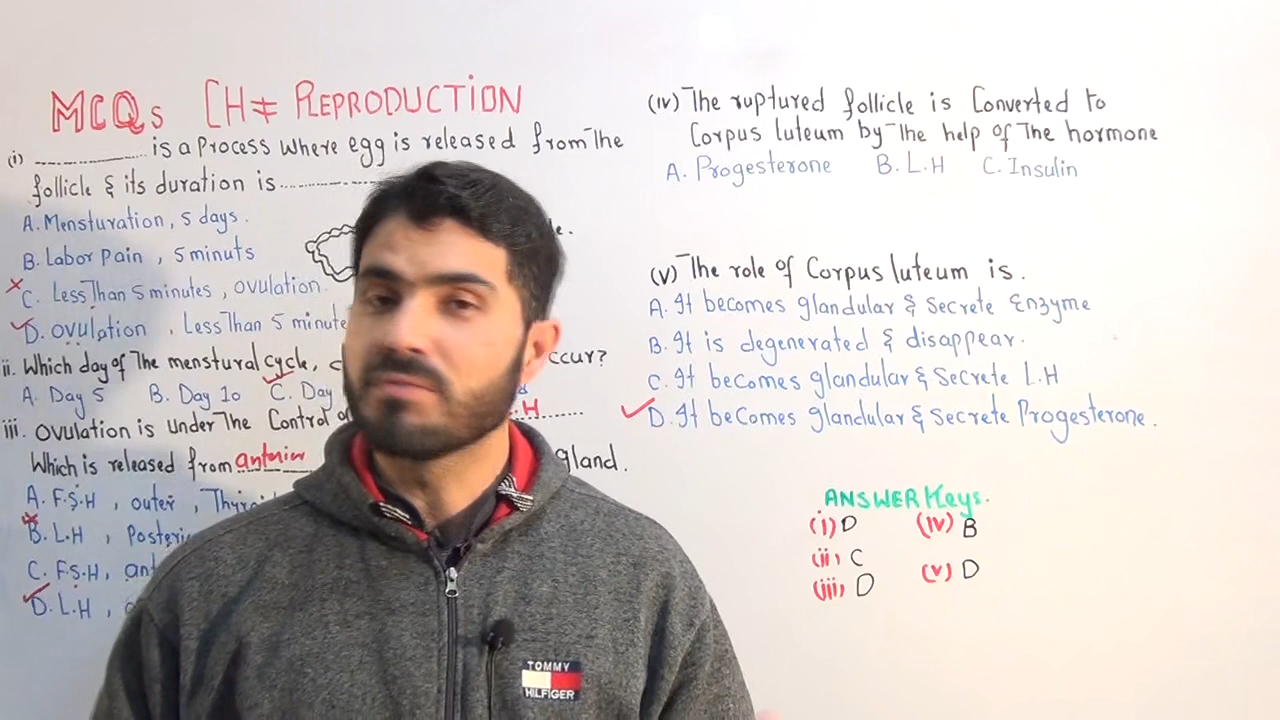 MCQs CH≠ REPRODUCTION
(i) ............... is a Process where egg is released from The
follicle & its duration is...............
A. Mensturation, 5 days.
B. Labor Pain, 5 minuts
C. Less Than 5 minutes, ovulation.
D. ovulation, Less Than 5 minute
ii. Which day of The menstural cycle, ccur?
A. Day 5 B. Day 10 C. Day
iii. Ovulation is under The Control .H...........
Which is released from anterior gland.
A. F.S.H, outer, Thyroid
B. L.H, Posteri
C. F.S.H, ant
D. L.H,
(iv) The ruptured follicle is Converted to
Corpus luteum by The help of The hormone
A. Progesterone B. L.H C. Insulin
(v) The role of Corpus luteum is.
A. It becomes glandular & Secrete Enzyme
B. It is degenerated & disappear.
C. It becomes glandular & Secrete L.H
D. It beComes glandular & Secrete Progesterone.
ANSWER Keys.
(i) D (iv) B
(ii) C (v) D
(iii) D
TOMMY
HILFIGER